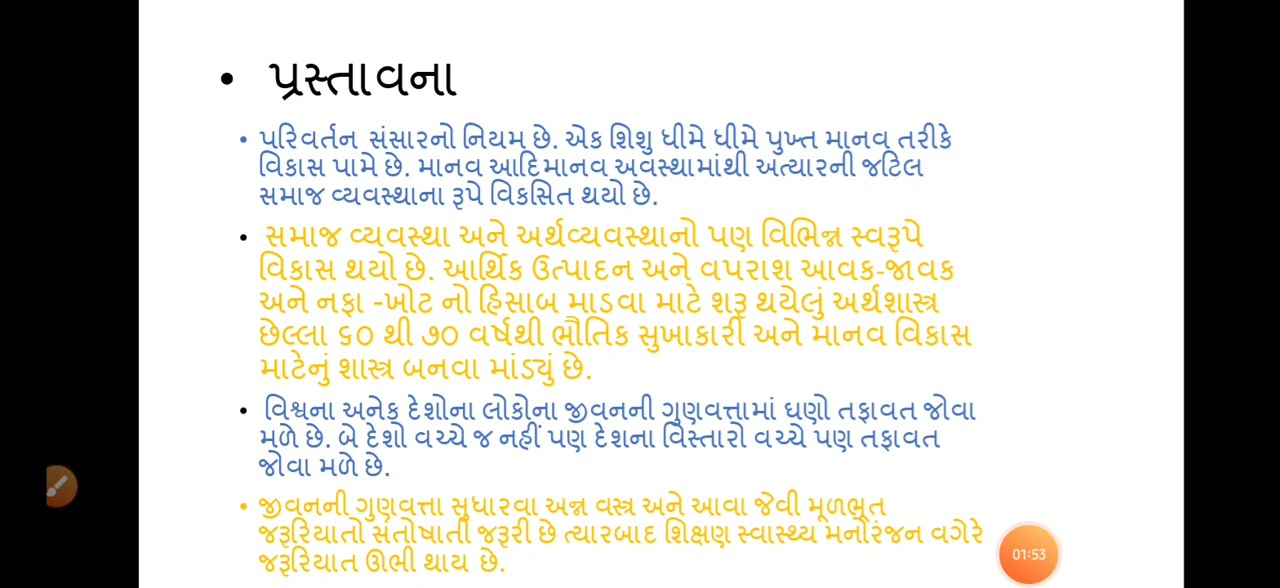 • પ્રસ્તાવના
• પરિવર્તન સંસારનો નિયમ છે. એક શિશુ ધીમે ધીમે પુખ્ત માનવ તરીકે
વિકાસ પામે છે. માનવ આદિમાનવ અવસ્થામાંથી અત્યારની જટિલ
સમાજ વ્યવસ્થાના રૂપે વિકસિત થયો છે.
• સમાજ વ્યવસ્થા અને અર્થવ્યવસ્થાનો પણ વિભિન્ન સ્વરૂપે
વિકાસ થયો છે. આર્થિક ઉત્પાદન અને વપરાશ આવક-જાવક
અને નફા -ખોટ નો હિસાબ માડવા માટે શરૂ થયેલું અર્થશાસ્ત્ર
છેલ્લા ૬૦ થી ૭૦ વર્ષથી ભૌતિક સુખાકારી અને માનવ વિકાસ
માટેનું શાસ્ત્ર બનવા માંડ્યું છે.
• વિશ્વના અનેક દેશોના લોકોના જીવનની ગુણવત્તામાં ઘણો તફાવત જોવા
મળે છે. બે દેશો વચ્ચે જ નહીં પણ દેશના વિસ્તારો વચ્ચે પણ તફાવત
જોવા મળે છે.
• જીવનની ગુણવત્તા સુધારવા અન્ન વસ્ત્ર અને આવા જેવી મૂળભૂત
જરૂરિયાતો સંતોષાતી જરૂરી છે ત્યારબાદ શિક્ષણ સ્વાસ્થ્ય મનોરંજન વગેરે
જરૂરિયાત ઊભી થાય છે.
01:53